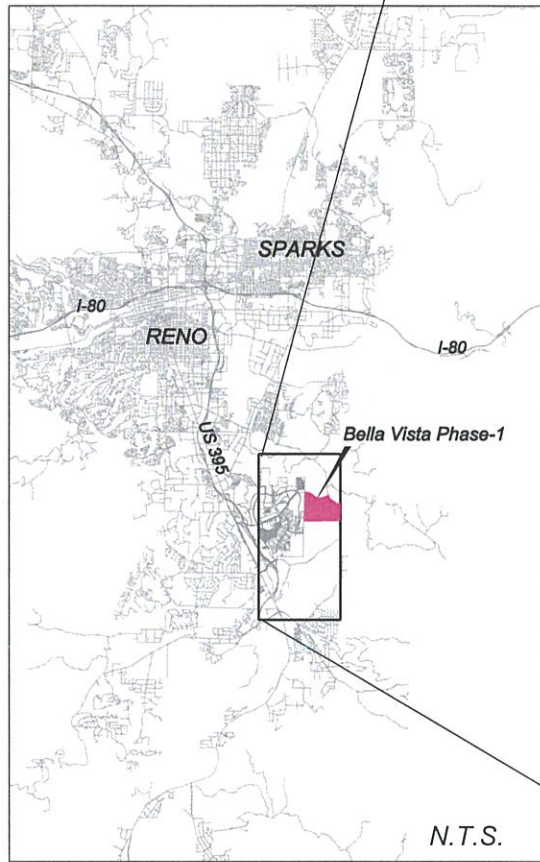 SPARKS
I-80
RENO
I-80
US 395
Bella Vista Phase-1
N.T.S.